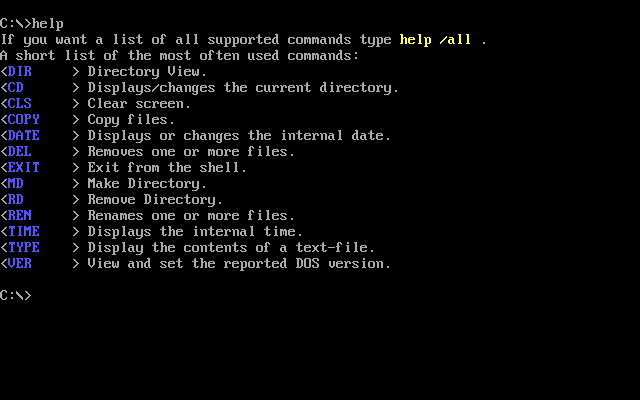 C:\>help
If you want a list of all supported commands type help /all .
A short list of the most often used commands:
<DIR     > Directory View.
<CD      > Displays/changes the current directory.
<CLS     > Clear screen.
<COPY    > Copy files.
<DATE    > Displays or changes the internal date.
<DEL     > Removes one or more files.
<EXIT    > Exit from the shell.
<MD      > Make Directory.
<RD      > Remove Directory.
<REN     > Renames one or more files.
<TIME    > Displays the internal time.
<TYPE    > Display the contents of a text-file.
<VER     > View and set the reported DOS version.
C:\>